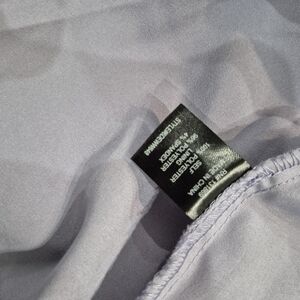 MADE IN CHINA
SELF
100% POLYESTER
LINING
96% POLYESTER
4% SPANDEX